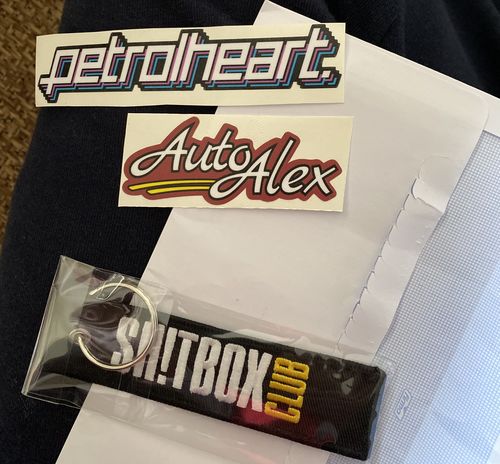 petrolheart.
Auto
Alex
SH!TBOX
CLUB